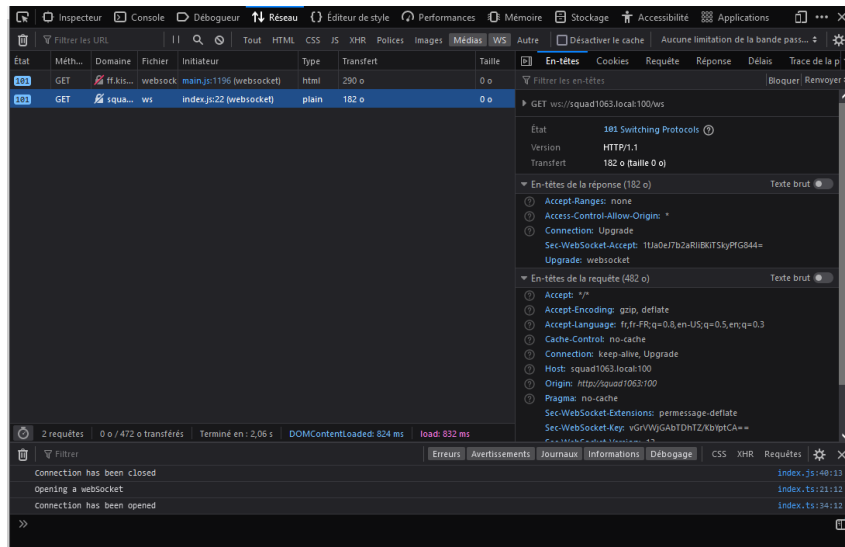 Inspecteur Console Débogueur Réseau Éditeur de style Performances Mémoire Stockage Accessibilité Applications
Filtrer les URL Tout HTML CSS JS XHR Polices Images Médias WS Autre Désactiver le cache Aucune limitation de la bande pass...
État Méth... Domaine Fichier Initiateur Type Transfert Taille
101 GET ff.kis... websock main.js:1196 (websocket) html 290 o 0 o
101 GET squa... ws index.js:22 (websocket) plain 182 o 0 o
En-têtes Cookies Requête Réponse Délais Trace de la p
Filtrer les en-têtes Bloquer Renvoyer
GET ws://squad1063.local:100/ws
État 101 Switching Protocols
Version HTTP/1.1
Transfert 182 o (taille 0 o)
En-têtes de la réponse (182 o) Texte brut
Accept-Ranges: none
Access-Control-Allow-Origin: *
Connection: Upgrade
Upgrade: websocket
En-têtes de la requête (482 o) Texte brut
Accept: */*
Accept-Encoding: gzip, deflate
Accept-Language: fr,fr-FR;q=0.8,en-US;q=0.5,en;q=0.3
Cache-Control: no-cache
Connection: keep-alive, Upgrade
Host: squad1063.local:100
Origin: http://squad1063:100
Pragma: no-cache
Sec-WebSocket-Extensions: permessage-deflate
Sec-WebSocket-Key:
2 requêtes 0 o / 472 o transférés Terminé en : 2,06 s DOMContentLoaded: 824 ms load: 832 ms
Filtrer Erreurs Avertissements Journaux Informations Débogage CSS XHR Requêtes
Connection has been closed index.js:40:13
Opening a webSocket index.ts:21:12
Connection has been opened index.ts:34:12